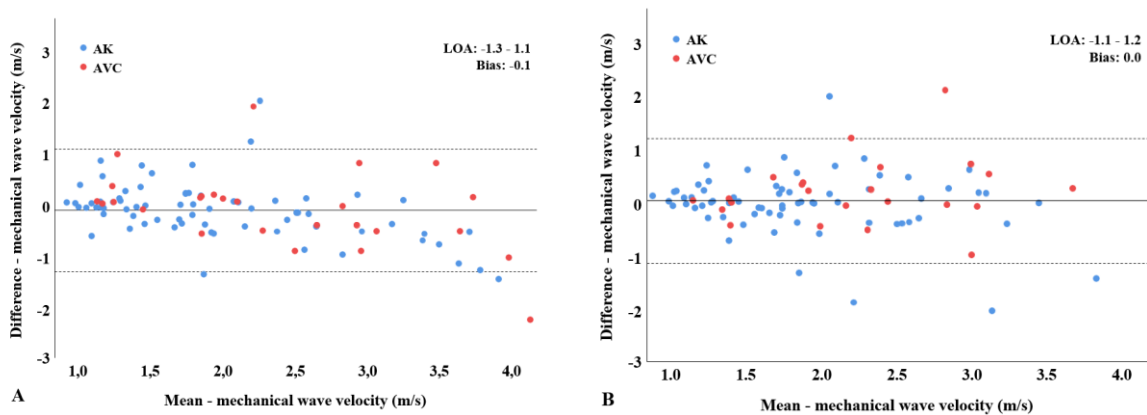 3
AK
AVC
LOA: -1.3 - 1.1
Bias: -0.1
2
1
0
-1
-2
-3
Difference - mechanical wave velocity (m/s)
1,0 1,5 2,0 2,5 3,0 3,5 4,0
Mean - mechanical wave velocity (m/s)
A
3
AK
AVC
LOA: -1.1 - 1.2
Bias: 0.0
2
1
0
-1
-2
-3
Difference - mechanical wave velocity (m/s)
1.0 1.5 2.0 2.5 3.0 3.5 4.0
Mean - mechanical wave velocity (m/s)
B